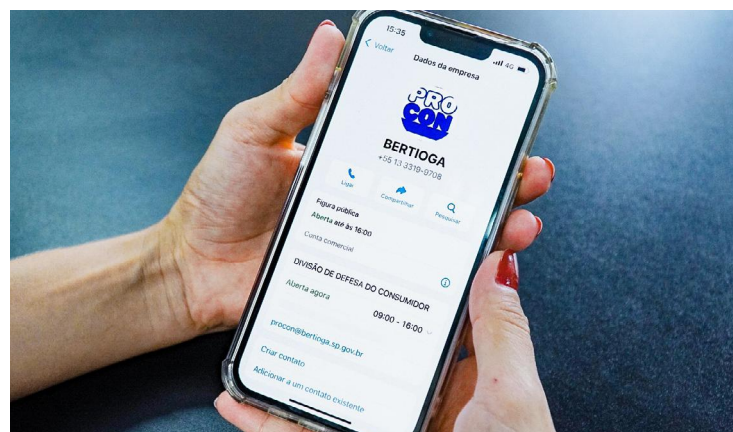 15:35
4G
Voltar
Dados da empresa
PRO
CON
BERTIOGA
+55 13 3319-9708
Ligar
Compartilhar
Pesquisar
Figura pública
Aberta até às 16:00
Conta comercial
DIVISÃO DE DEFESA DO CONSUMIDOR
Aberta agora
09:00 - 16:00
procon@bertioga.sp.gov.br
Criar contato
Adicionar a um contato existente